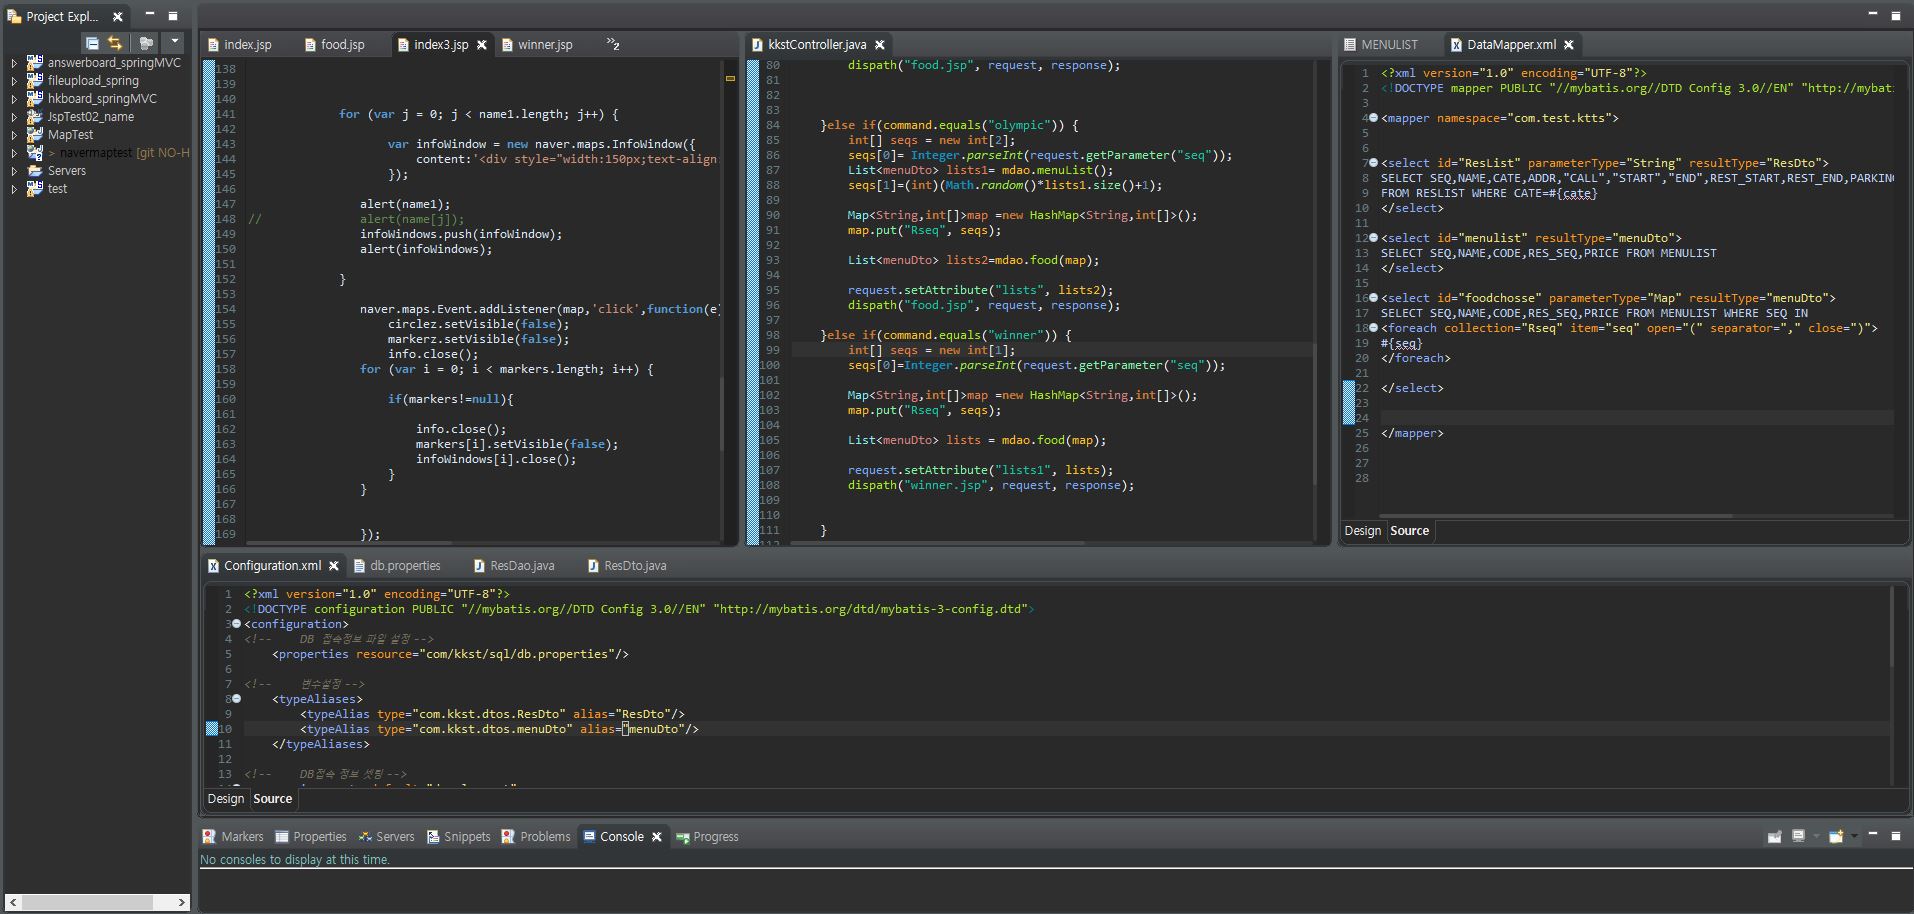 Project Expl...
answerboard_springMVC
fileupload_spring
hkboard_springMVC
JspTest02_name
MapTest
> navermaptest [git NO-H
Servers
test
index.jsp food.jsp index3.jsp winner.jsp »2
138
139
140
141 for (var j = 0; j < name1.length; j++) {
142
143 var infoWindow = new naver.maps.InfoWindow({
144 content:'<div style="width:150px;text-align:
145 });
146
147 alert(name1);
148 // alert(name[j]);
149 infoWindows.push(infoWindow);
150 alert(infoWindows);
151
152 }
153
154 naver.maps.Event.addListener(map,'click',function(e)
155 circlez.setVisible(false);
156 markerz.setVisible(false);
157 info.close();
158 for (var i = 0; i < markers.length; i++) {
159
160 if(markers!=null){
161
162 info.close();
163 markers[i].setVisible(false);
164 infoWindows[i].close();
165 }
166 }
167
168
169 });
kkstController.java
80 dispath("food.jsp", request, response);
81
82
83
84 }else if(command.equals("olympic")) {
85 int[] seqs = new int[2];
86 seqs[0]= Integer.parseInt(request.getParameter("seq"));
87 List<menuDto> lists1= mdao.menuList();
88 seqs[1]=(int)(Math.random()*lists1.size()+1);
89
90 Map<String,int[]>map =new HashMap<String,int[]>();
91 map.put("Rseq", seqs);
92
93 List<menuDto> lists2=mdao.food(map);
94
95 request.setAttribute("lists", lists2);
96 dispath("food.jsp", request, response);
97
98 }else if(command.equals("winner")) {
99 int[] seqs = new int[1];
100 seqs[0]=Integer.parseInt(request.getParameter("seq"));
101
102 Map<String,int[]>map =new HashMap<String,int[]>();
103 map.put("Rseq", seqs);
104
105 List<menuDto> lists = mdao.food(map);
106
107 request.setAttribute("lists1", lists);
108 dispath("winner.jsp", request, response);
109
110
111 }
112
MENULIST DataMapper.xml
1 <?xml version="1.0" encoding="UTF-8"?>
2 <!DOCTYPE mapper PUBLIC "//mybatis.org//DTD Config 3.0//EN" "http://mybat:
3
4 <mapper namespace="com.test.ktts">
5
6
7 <select id="ResList" parameterType="String" resultType="ResDto">
8 SELECT SEQ,NAME,CATE,ADDR,"CALL","START","END",REST_START,REST_END,PARKING
9 FROM RESLIST WHERE CATE=#{cate}
10 </select>
11
12 <select id="menulist" resultType="menuDto">
13 SELECT SEQ,NAME,CODE,RES_SEQ,PRICE FROM MENULIST
14 </select>
15
16 <select id="foodchosse" parameterType="Map" resultType="menuDto">
17 SELECT SEQ,NAME,CODE,RES_SEQ,PRICE FROM MENULIST WHERE SEQ IN
18 <foreach collection="Rseq" item="seq" open="(" separator="," close=")">
19 #{seq}
20 </foreach>
21
22 </select>
23
24
25 </mapper>
26
27
28
Design Source
Configuration.xml db.properties ResDao.java ResDto.java
1 <?xml version="1.0" encoding="UTF-8"?>
2 <!DOCTYPE configuration PUBLIC "//mybatis.org//DTD Config 3.0//EN" "http://mybatis.org/dtd/mybatis-3-config.dtd">
3 <configuration>
4 <!-- DB 접속정보 파일 설정 -->
5 <properties resource="com/kkst/sql/db.properties"/>
6
7 <!-- 변수설정 -->
8 <typeAliases>
9 <typeAlias type="com.kkst.dtos.ResDto" alias="ResDto"/>
10 <typeAlias type="com.kkst.dtos.menuDto" alias="menuDto"/>
11 </typeAliases>
12
13 <!-- DB접속 정보 셋팅 -->
Design Source
Markers Properties Servers Snippets Problems Console Progress
No consoles to display at this time.